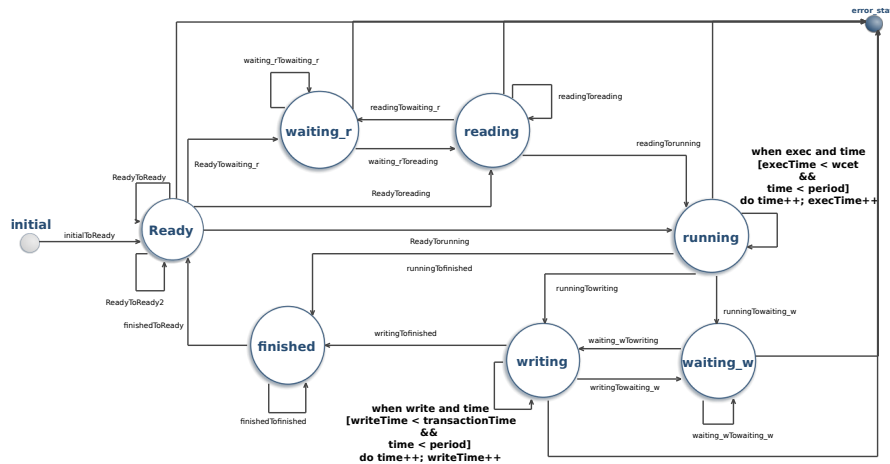 error_sta
waiting_rTowaiting_r
readingTowaiting_r
readingToreading
waiting_r
reading
waiting_rToreading
readingTorunning
when exec and time
[execTime < wcet
&&
time < period]
do time++; execTime++
ReadyTowaiting_r
ReadyToReady
ReadyToreading
initial
initialToReady
Ready
running
ReadyTorunning
runningTofinished
ReadyToReady2
runningTowriting
runningTowaiting_w
finishedToReady
writingTofinished
waiting_wTowriting
finished
writing
waiting_w
writingTowaiting_w
finishedTofinished
when write and time
[writeTime < transactionTime
&&
time < period]
do time++; writeTime++
waiting_wTowaiting_w